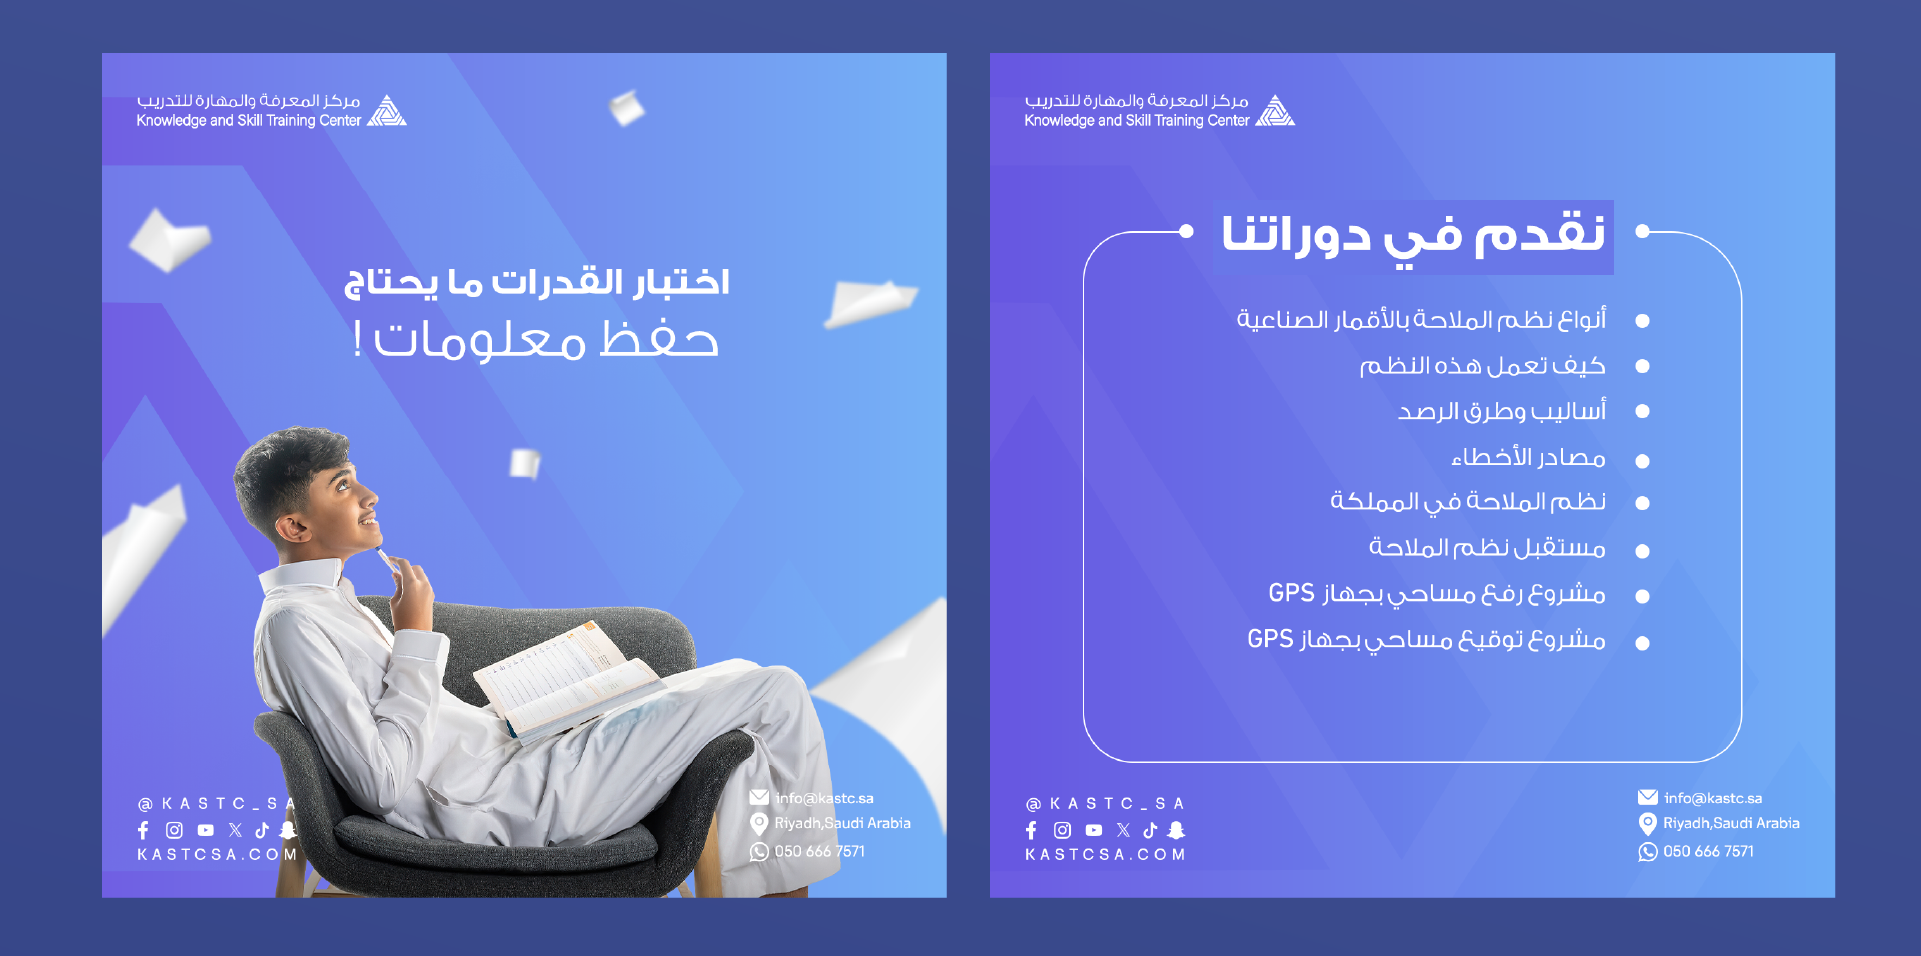 مركز المعرفة والمهارة للتدريب
Knowledge and Skill Training Center
اختبار القدرات ما يحتاج
حفظ معلومات !
@KASTC_SA
KASTCSA.COM
info@kastc.sa
Riyadh,Saudi Arabia
050 666 7571
مركز المعرفة والمهارة للتدريب
Knowledge and Skill Training Center
نقدم في دوراتنا
أنواع نظم الملاحة بالأقمار الصناعية
كيف تعمل هذه النظم
أساليب وطرق الرصد
مصادر الأخطاء
نظم الملاحة في المملكة
مستقبل نظم الملاحة
مشروع رفع مساحي بجهاز GPS
مشروع توقيع مساحي بجهاز GPS
@KASTC_SA
KASTCSA.COM
info@kastc.sa
Riyadh,Saudi Arabia
050 666 7571